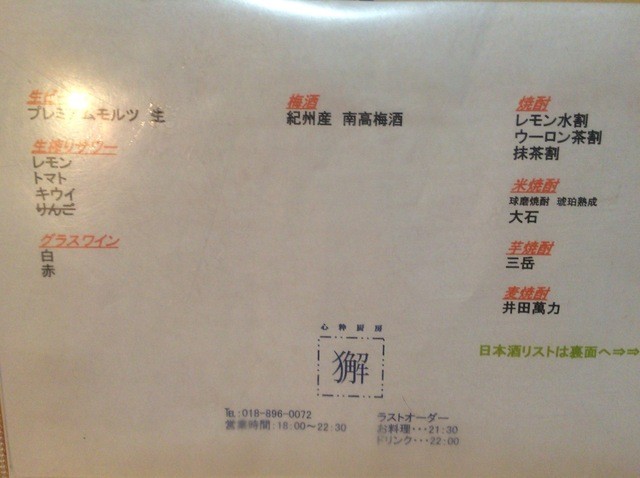 生ビ
プレミアムモルツ 生
生搾りサワー
レモン
トマト
キウイ
りんご
グラスワイン
白
赤
梅酒
紀州産 南高梅酒
焼酎
レモン水割
ウーロン茶割
抹茶割
米焼酎
球磨焼酎 琥珀熟成
大石
芋焼酎
三岳
麦焼酎
井田萬力
日本酒リストは裏面へ⇒⇒
心粋厨房
獬
℡:018-896-0072
営業時間:18:00~22:30
ラストオーダー
お料理・・・21:30
ドリンク・・・22:00